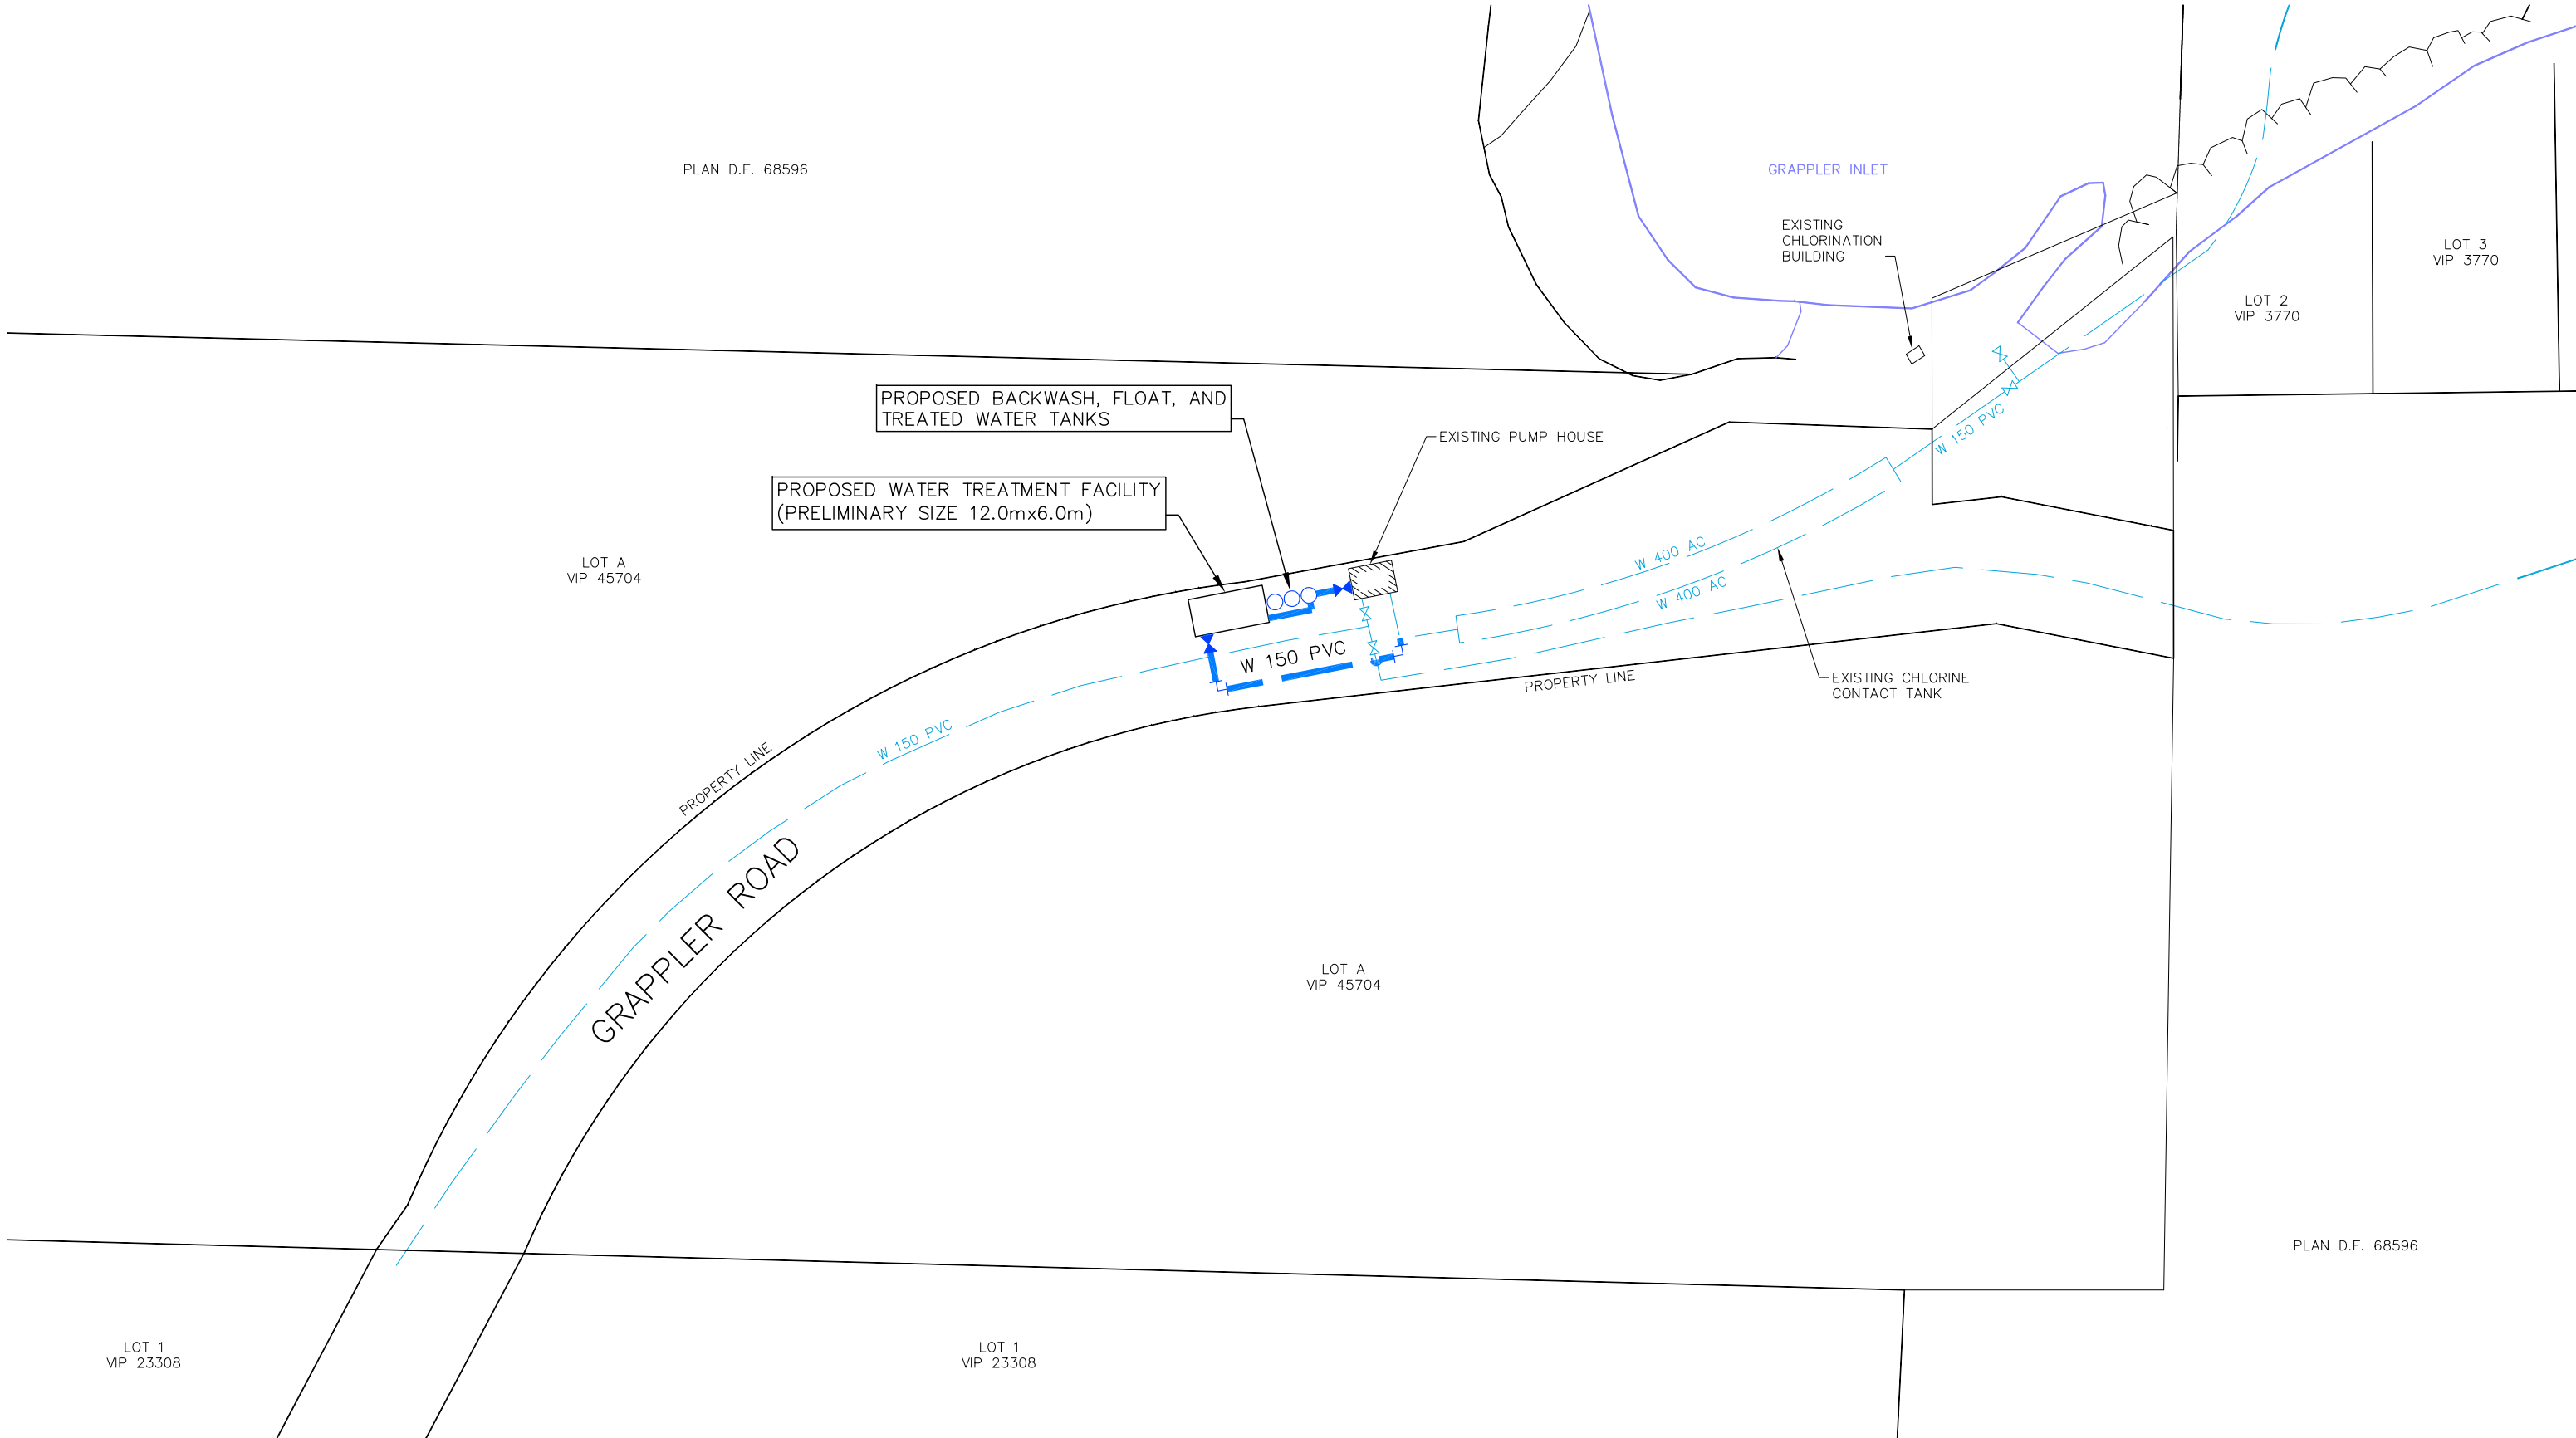 PLAN D.F. 68596
GRAPPLER INLET
EXISTING
CHLORINATION
BUILDING
LOT 3
VIP 3770
LOT 2
VIP 3770
PROPOSED BACKWASH, FLOAT, AND
TREATED WATER TANKS
EXISTING PUMP HOUSE
W 150 PVC
PROPOSED WATER TREATMENT FACILITY
(PRELIMINARY SIZE 12.0mx6.0m)
LOT A
VIP 45704
W 400 AC
W 400 AC
W 150 PVC
PROPERTY LINE
EXISTING CHLORINE
CONTACT TANK
W 150 PVC
PROPERTY LINE
GRAPPLER ROAD
LOT A
VIP 45704
PLAN D.F. 68596
LOT 1
VIP 23308
LOT 1
VIP 23308